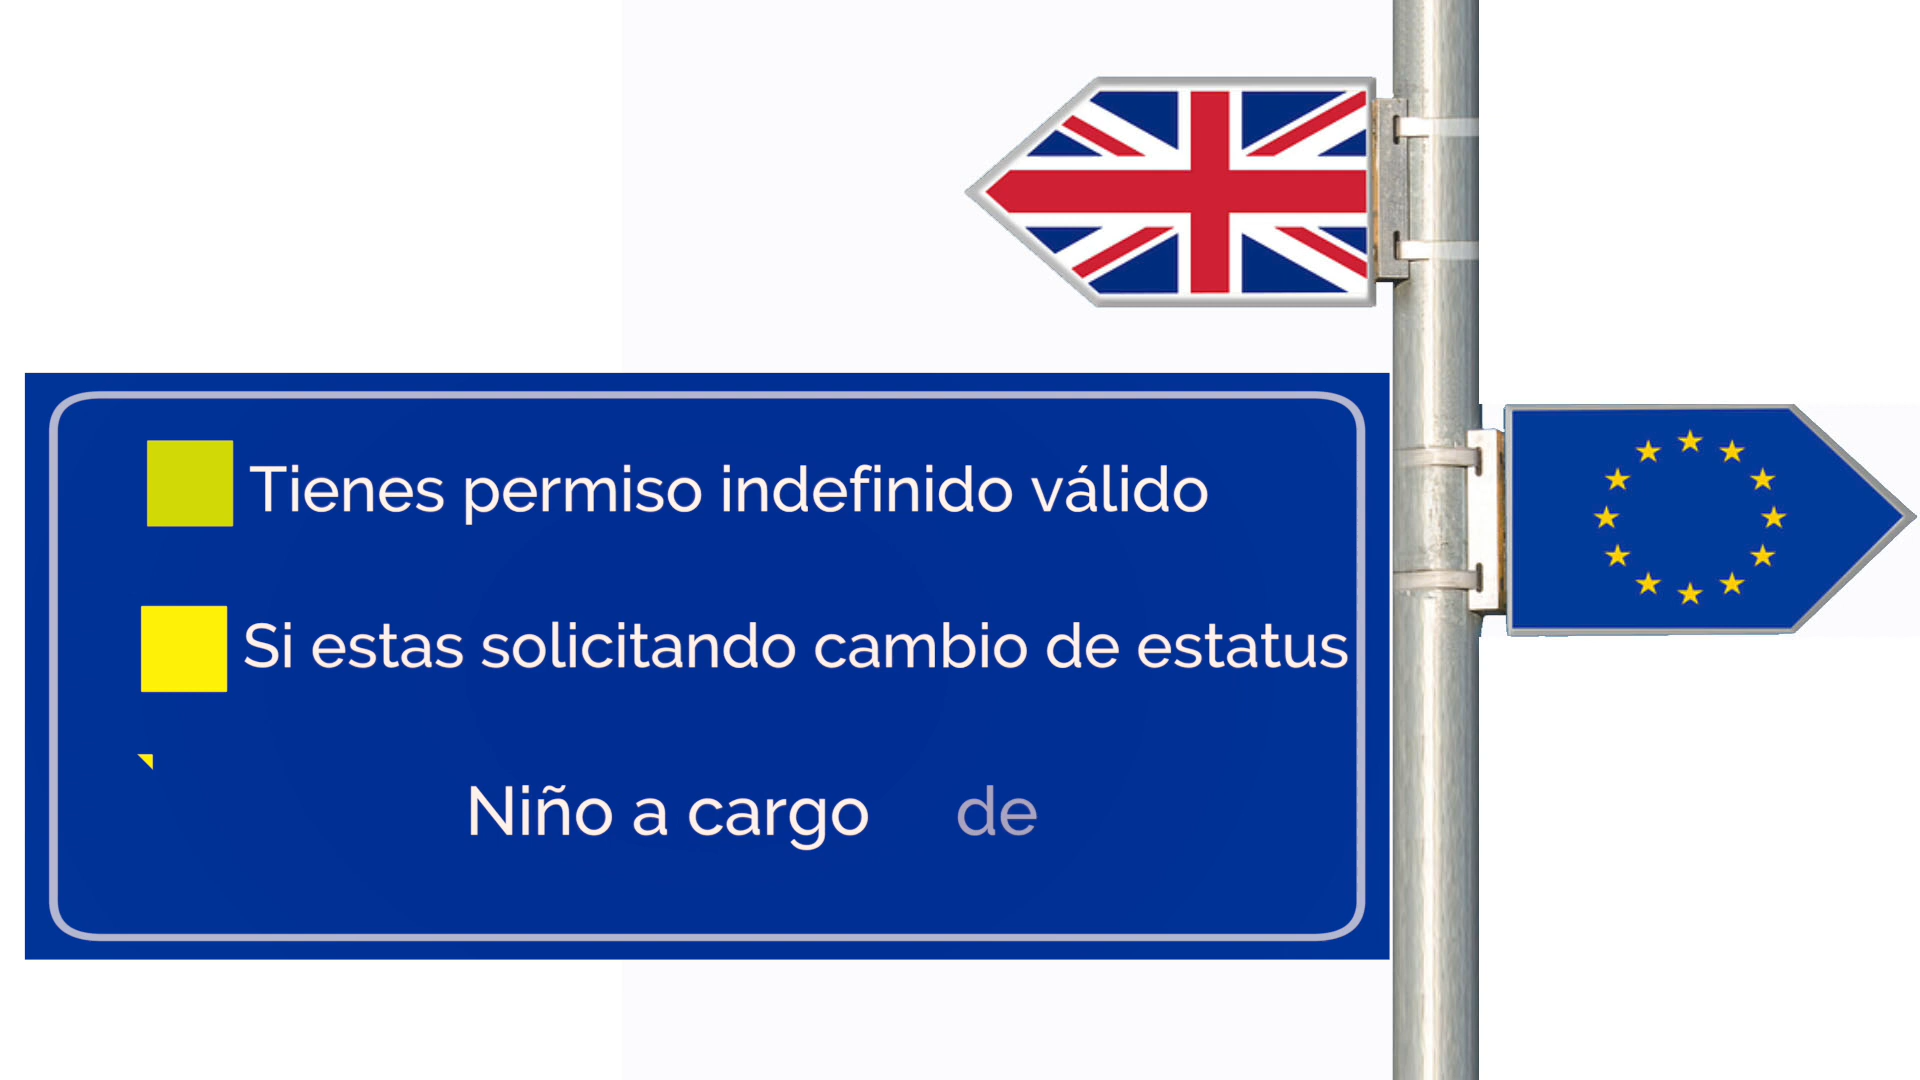 Tienes permiso indefinido válido
Si estas solicitando cambio de estatus
Niño a cargo de